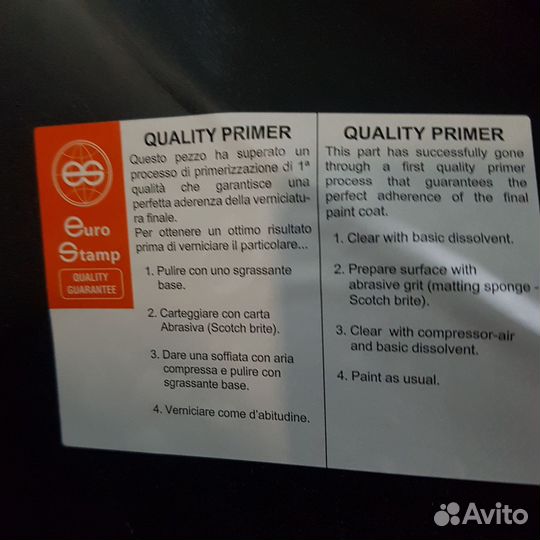 es
euro
Stamp
QUALITY
GUARANTEE
QUALITY PRIMER
Questo pezzo ha superato un
processo di primerizzazione di 1ª
qualità che garantisce una
perfetta aderenza della verniciatu-
ra finale.
Per ottenere un ottimo risultato
prima di verniciare il particolare...
1. Pulire con uno sgrassante
base.
2. Carteggiare con carta
Abrasiva (Scotch brite).
3. Dare una soffiata con aria
compressa e pulire con
sgrassante base.
4. Verniciare come d'abitudine.
QUALITY PRIMER
This part has successfully gone
through a first quality primer
process that guarantees the
perfect adherence of the final
paint coat.
1. Clear with basic dissolvent.
2. Prepare surface with
abrasive grit (matting sponge -
Scotch brite).
3. Clear with compressor-air
and basic dissolvent.
4. Paint as usual.
Avito